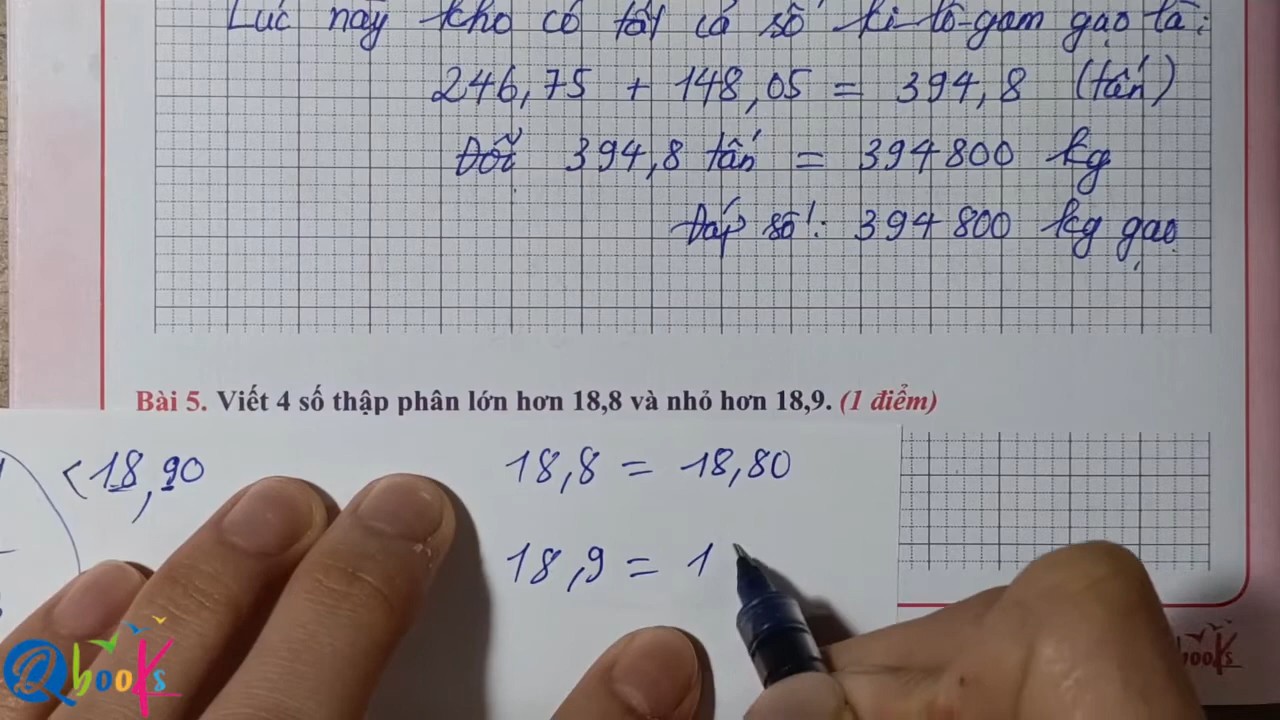 Lúc này kho có tất cả số ki-lô-gam gạo là:
246,75 + 148,05 = 394,8 (tấn)
Đổi 394,8 tấn = 394800 kg
Đáp số: 394 800 kg gạo
Bài 5. Viết 4 số thập phân lớn hơn 18,8 và nhỏ hơn 18,9. (1 điểm)
< 18,90
18,8 = 18,80
18,9 = 1
Qbooks
books